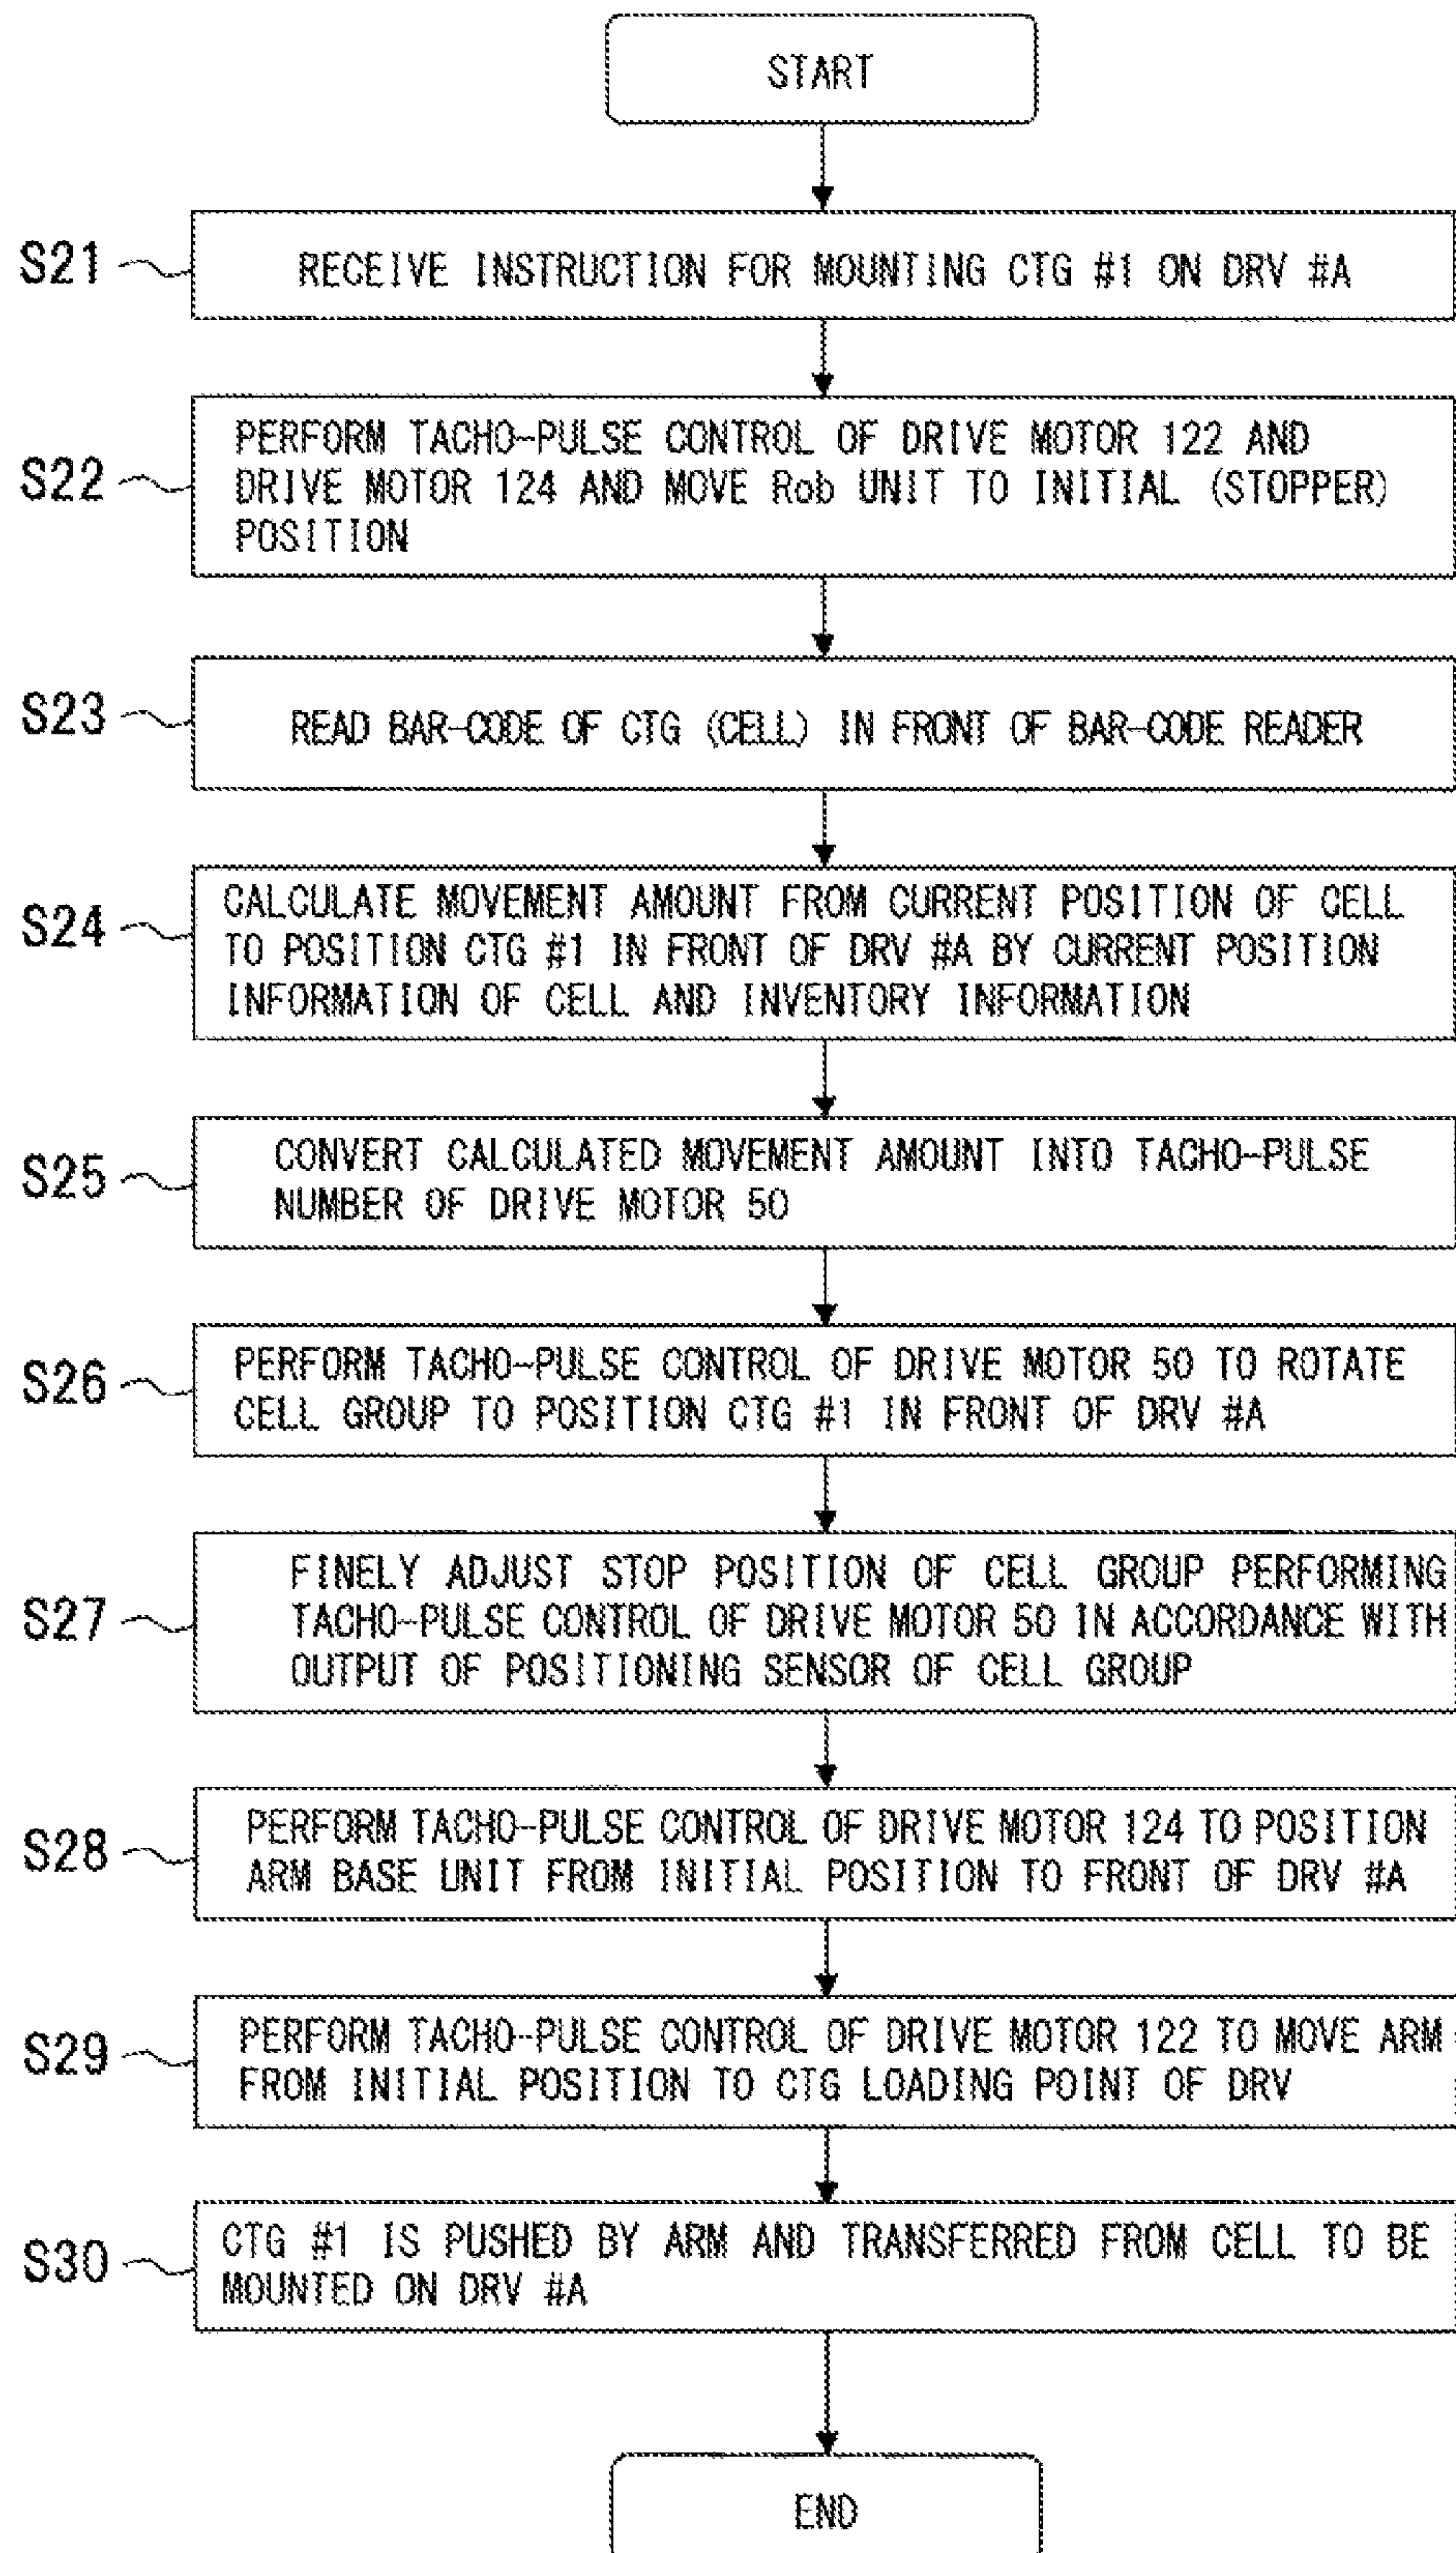 START
S21
RECEIVE INSTRUCTION FOR MOUNTING CTG #1 ON DRV #A
S22
PERFORM TACHO-PULSE CONTROL OF DRIVE MOTOR 122 AND
DRIVE MOTOR 124 AND MOVE Rob UNIT TO INITIAL (STOPPER)
POSITION
S23
READ BAR-CODE OF CTG (CELL) IN FRONT OF BAR-CODE READER
S24
CALCULATE MOVEMENT AMOUNT FROM CURRENT POSITION OF CELL
TO POSITION CTG #1 IN FRONT OF DRV #A BY CURRENT POSITION
INFORMATION OF CELL AND INVENTORY INFORMATION
S25
CONVERT CALCULATED MOVEMENT AMOUNT INTO TACHO-PULSE
NUMBER OF DRIVE MOTOR 50
S26
PERFORM TACHO-PULSE CONTROL OF DRIVE MOTOR 50 TO ROTATE
CELL GROUP TO POSITION CTG #1 IN FRONT OF DRV #A
S27
FINELY ADJUST STOP POSITION OF CELL GROUP PERFORMING
TACHO-PULSE CONTROL OF DRIVE MOTOR 50 IN ACCORDANCE WITH
OUTPUT OF POSITIONING SENSOR OF CELL GROUP
S28
PERFORM TACHO-PULSE CONTROL OF DRIVE MOTOR 124 TO POSITION
ARM BASE UNIT FROM INITIAL POSITION TO FRONT OF DRV #A
S29
PERFORM TACHO-PULSE CONTROL OF DRIVE MOTOR 122 TO MOVE ARM
FROM INITIAL POSITION TO CTG LOADING POINT OF DRV
S30
CTG #1 IS PUSHED BY ARM AND TRANSFERRED FROM CELL TO BE
MOUNTED ON DRV #A
END